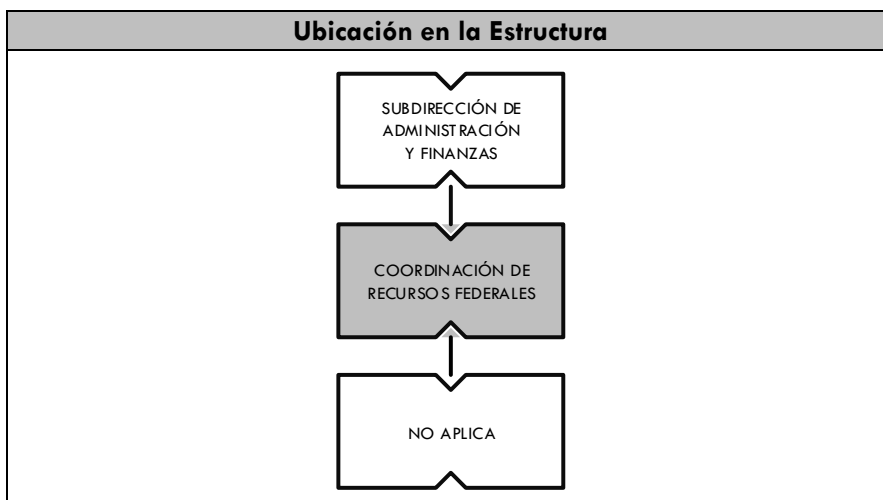 Ubicación en la Estructura
SUBDIRECCIÓN DE
ADMINISTRACIÓN
Y FINANZAS
COORDINACIÓN DE
RECURSOS FEDERALES
NO APLICA